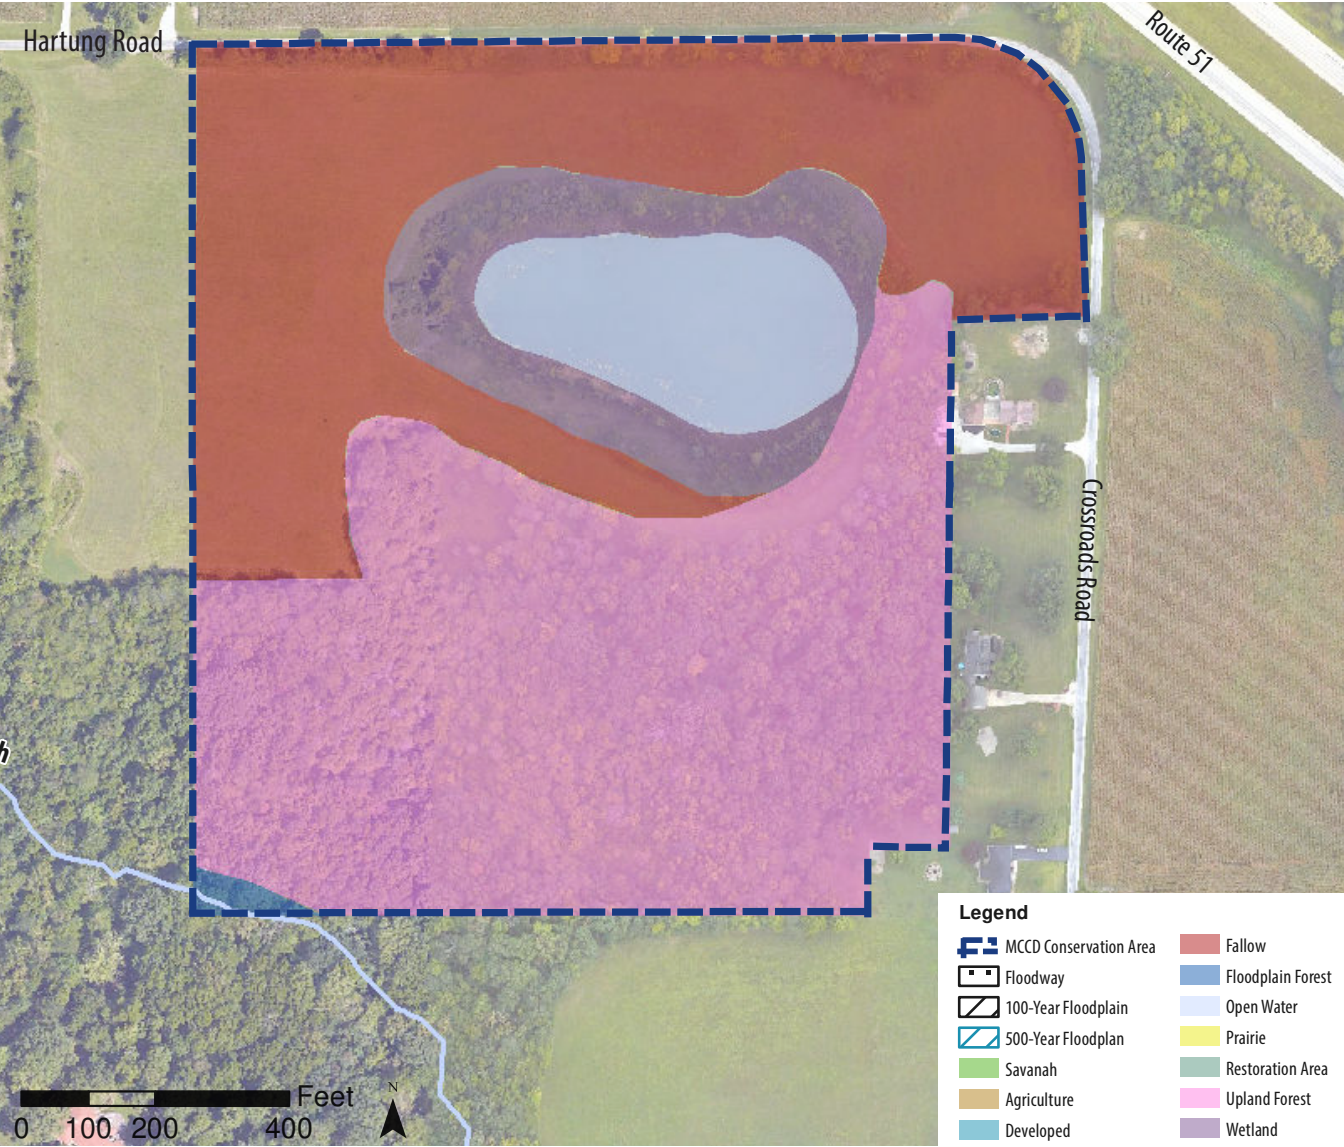 Hartung Road
Route 51
Crossroads Road
h
Legend
MCCD Conservation Area
Floodway
100-Year Floodplain
500-Year Floodplan
Savanah
Agriculture
Developed
Fallow
Floodplain Forest
Open Water
Prairie
Restoration Area
Upland Forest
Wetland
Feet
0 100 200 400
N